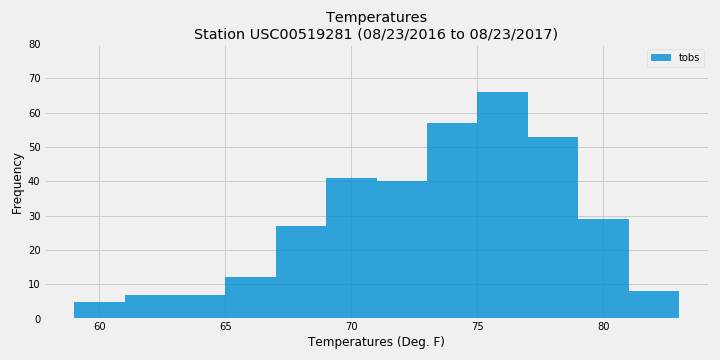 Temperatures
Station USC00519281 (08/23/2016 to 08/23/2017)
tobs
Frequency
80
70
60
50
40
30
20
10
0
60 65 70 75 80
Temperatures (Deg. F)